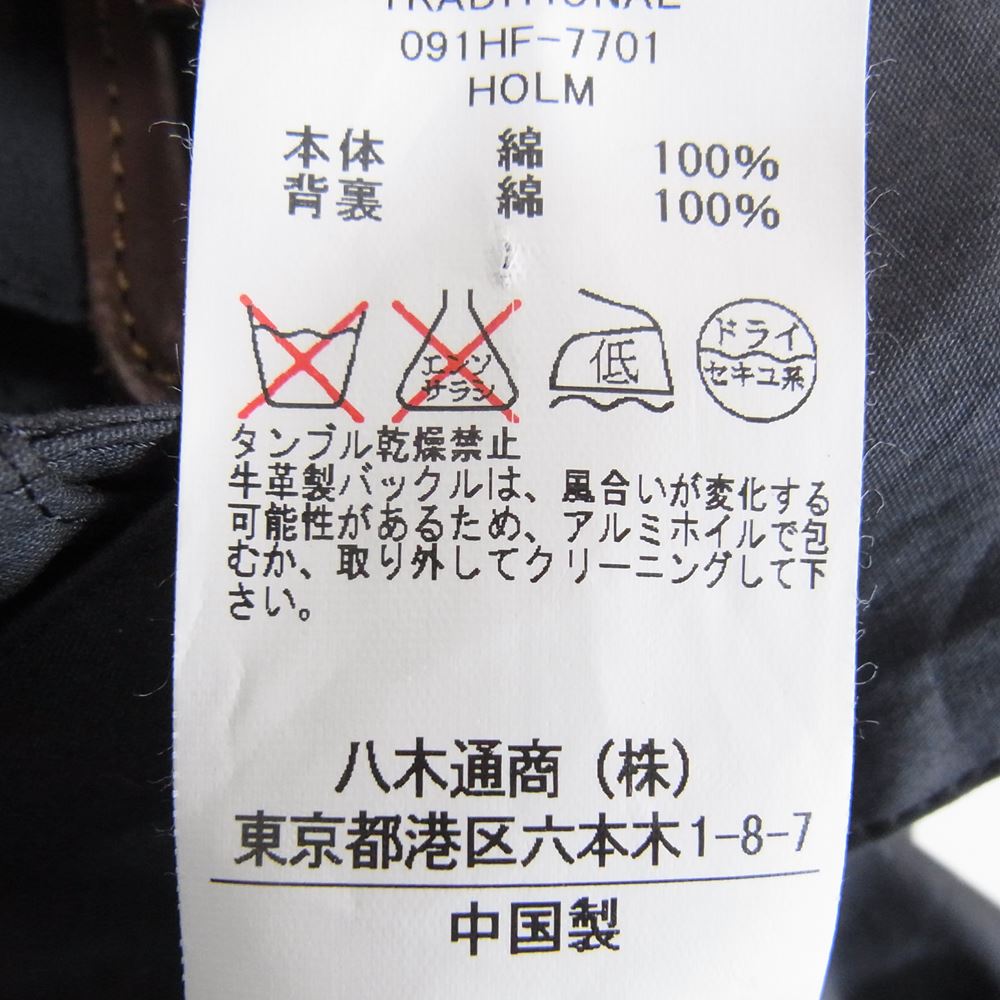 TRADITIONAL
091HF-7701
HOLM
本体 綿 100%
背裏 綿 100%
エンソサラシ
低
ドライ
セキユ系
タンブル乾燥禁止
牛革製バックルは、風合いが変化する
可能性があるため、アルミホイルで包
むか、取り外してクリーニングして下
さい。
八木通商(株)
東京都港区六本木1-8-7
中国製